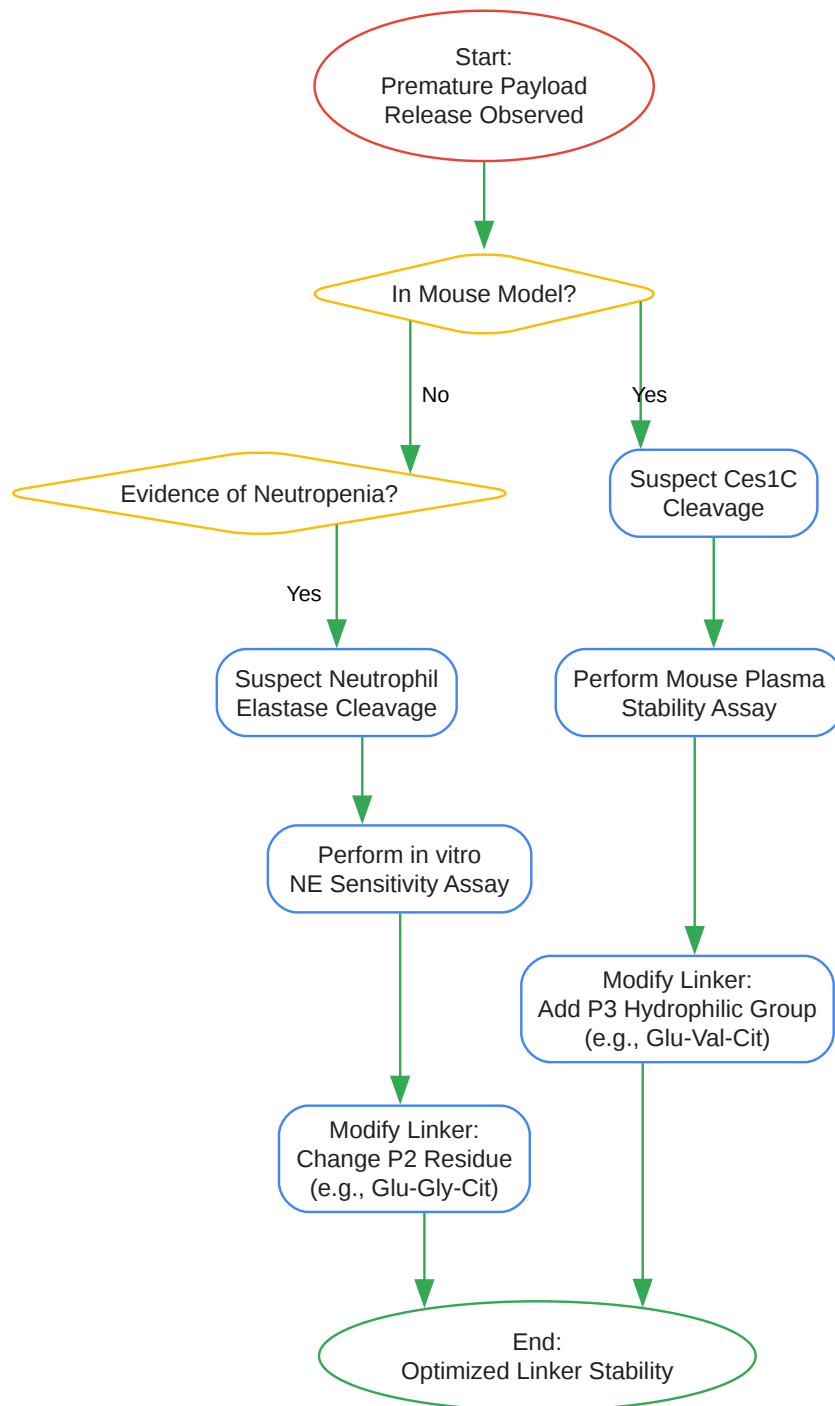 Start:
Premature Payload
Release Observed
In Mouse Model?
No
Yes
Evidence of Neutropenia?
Suspect Ces1C
Cleavage
Yes
Suspect Neutrophil
Elastase Cleavage
Perform Mouse Plasma
Stability Assay
Perform in vitro
NE Sensitivity Assay
Modify Linker:
Add P3 Hydrophilic Group
(e.g., Glu-Val-Cit)
Modify Linker:
Change P2 Residue
(e.g., Glu-Gly-Cit)
End:
Optimized Linker Stability